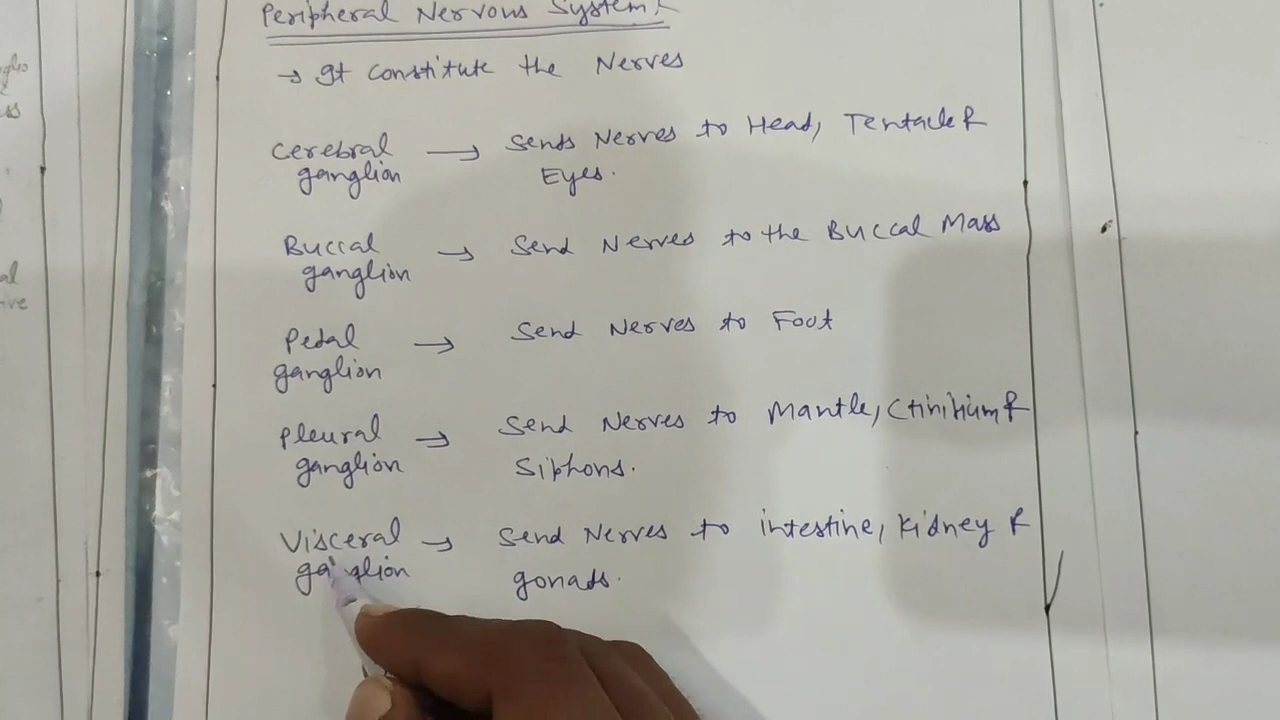 Peripheral Nervous System:
→ It constitute the Nerves
Cerebral ganglion → Sends Nerves to Head, Tentacle &
Eyes.
Buccal ganglion → Send Nerves to the Buccal Mass
Pedal ganglion → Send Nerves to Foot
Pleural ganglion → Send Nerves to Mantle, Ctinidium &
Siphons.
Visceral ganglion → Send Nerves to intestine, Kidney &
gonads.